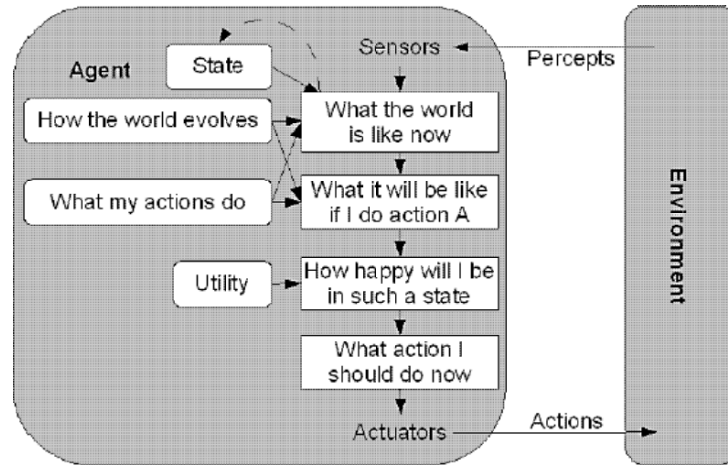 Agent
State
Sensors
Percepts
How the world evolves
What the world
is like now
What my actions do
What it will be like
if I do action A
Utility
How happy will I be
in such a state
What action I
should do now
Actuators
Actions
Environment